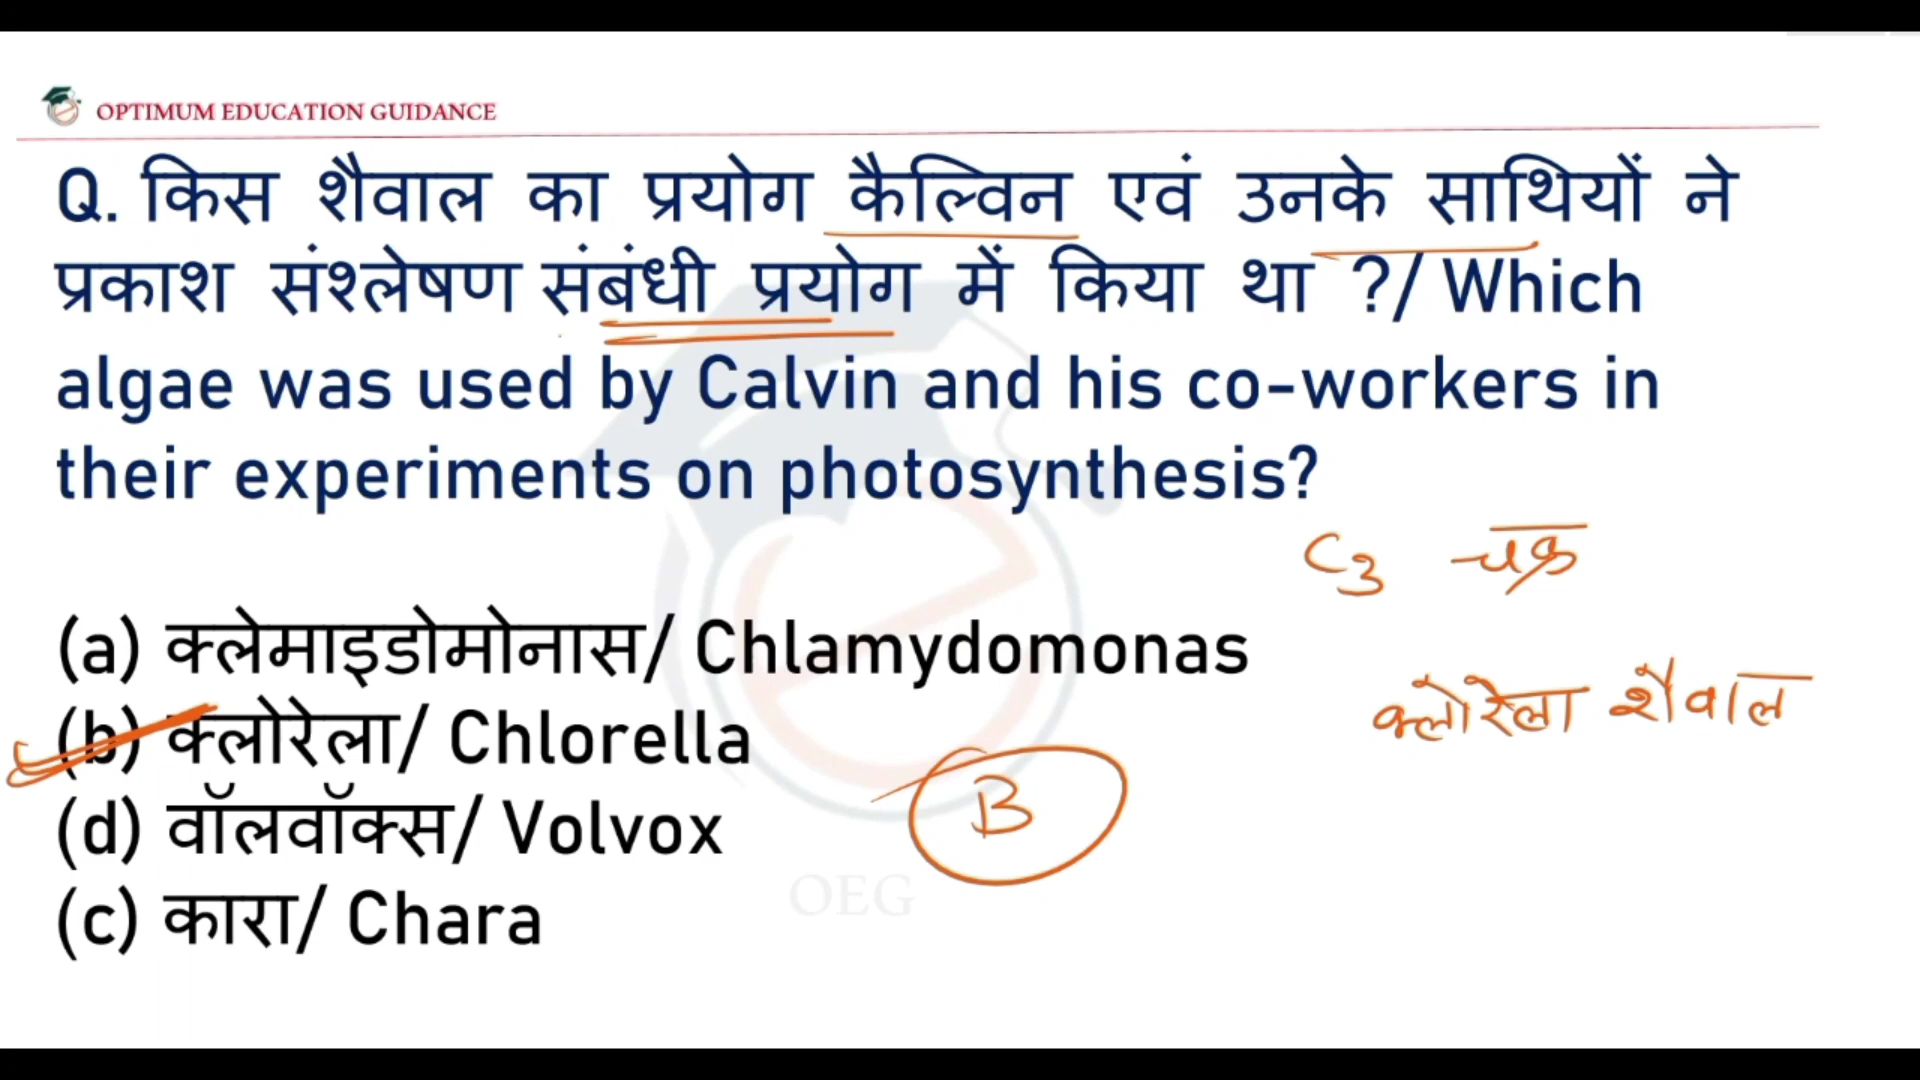 OPTIMUM EDUCATION GUIDANCE
Q. किस शैवाल का प्रयोग कैल्विन एवं उनके साथियों ने
प्रकाश संश्लेषण संबंधी प्रयोग में किया था ?/ Which
algae was used by Calvin and his co-workers in
their experiments on photosynthesis?
C3 चक्र
(a) क्लेमाइडोमोनास/ Chlamydomonas
क्लोरेला शैवाल
(b) क्लोरेला/ Chlorella
B
(d) वॉलवॉक्स/ Volvox
OEG
(c) कारा/ Chara